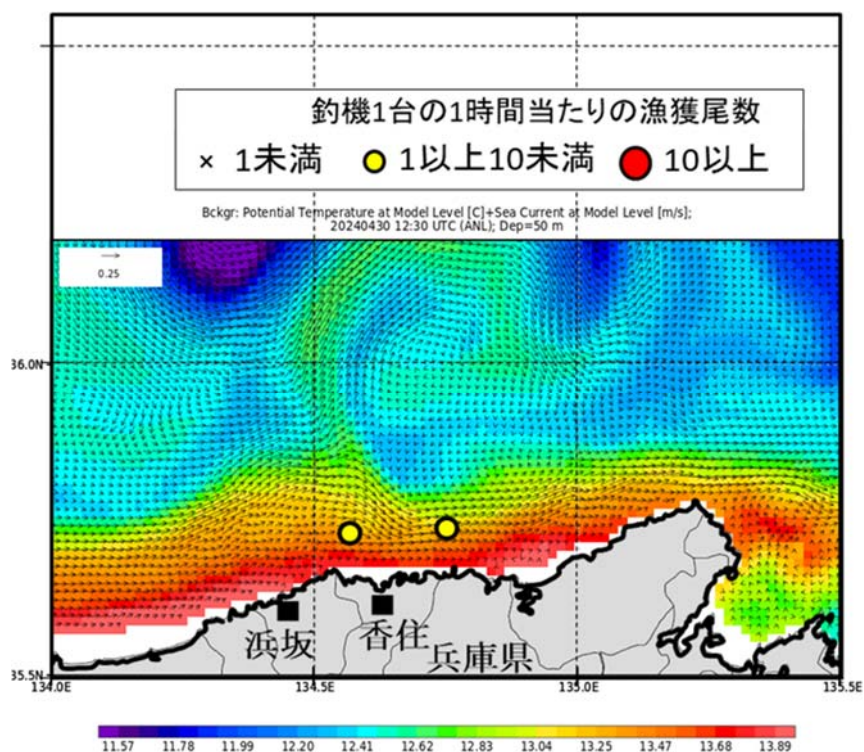 釣機1台の1時間当たりの漁獲尾数
× 1未満 1以上10未満 10以上
Bckgr: Potential Temperature at Model Level [C]+Sea Current at Model Level [m/s];
20240430 12:30 UTC (ANL); Dep=50 m
0.25
36.0N
浜坂 香住 兵庫県
35.5N
134.0E 134.5E 135.0E 135.5E
11.57 11.78 11.99 12.20 12.41 12.62 12.83 13.04 13.25 13.47 13.68 13.89